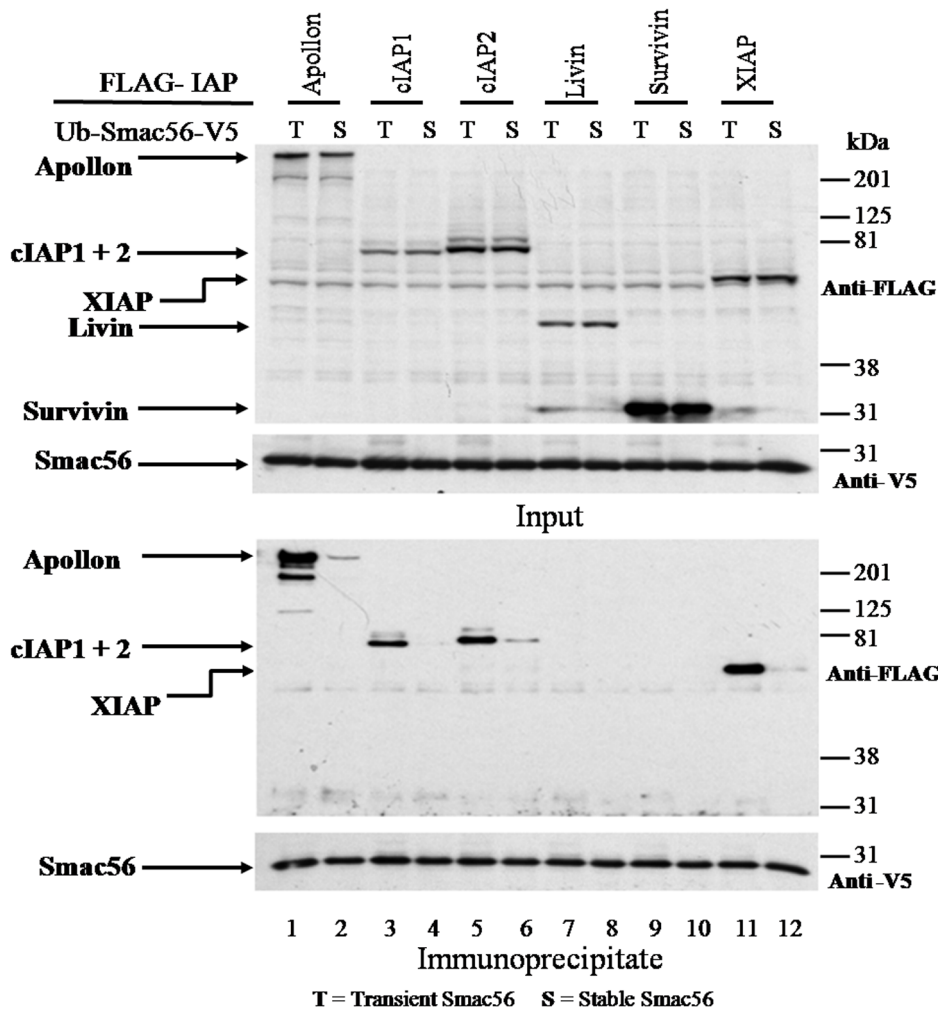 Apollon cIAP1 cIAP2 Livin Survivin XIAP
FLAG- IAP
Ub-Smac56-V5 T S T S T S T S T S T S
kDa
Apollon
201
125
cIAP1 + 2
81
XIAP
Anti-FLAG
Livin
38
Survivin
31
Smac56
31
Anti-V5
Input
Apollon
201
125
cIAP1 + 2
81
XIAP
Anti-FLAG
38
31
Smac56
31
Anti-V5
1 2 3 4 5 6 7 8 9 10 11 12
Immunoprecipitate
T = Transient Smac56 S = Stable Smac56